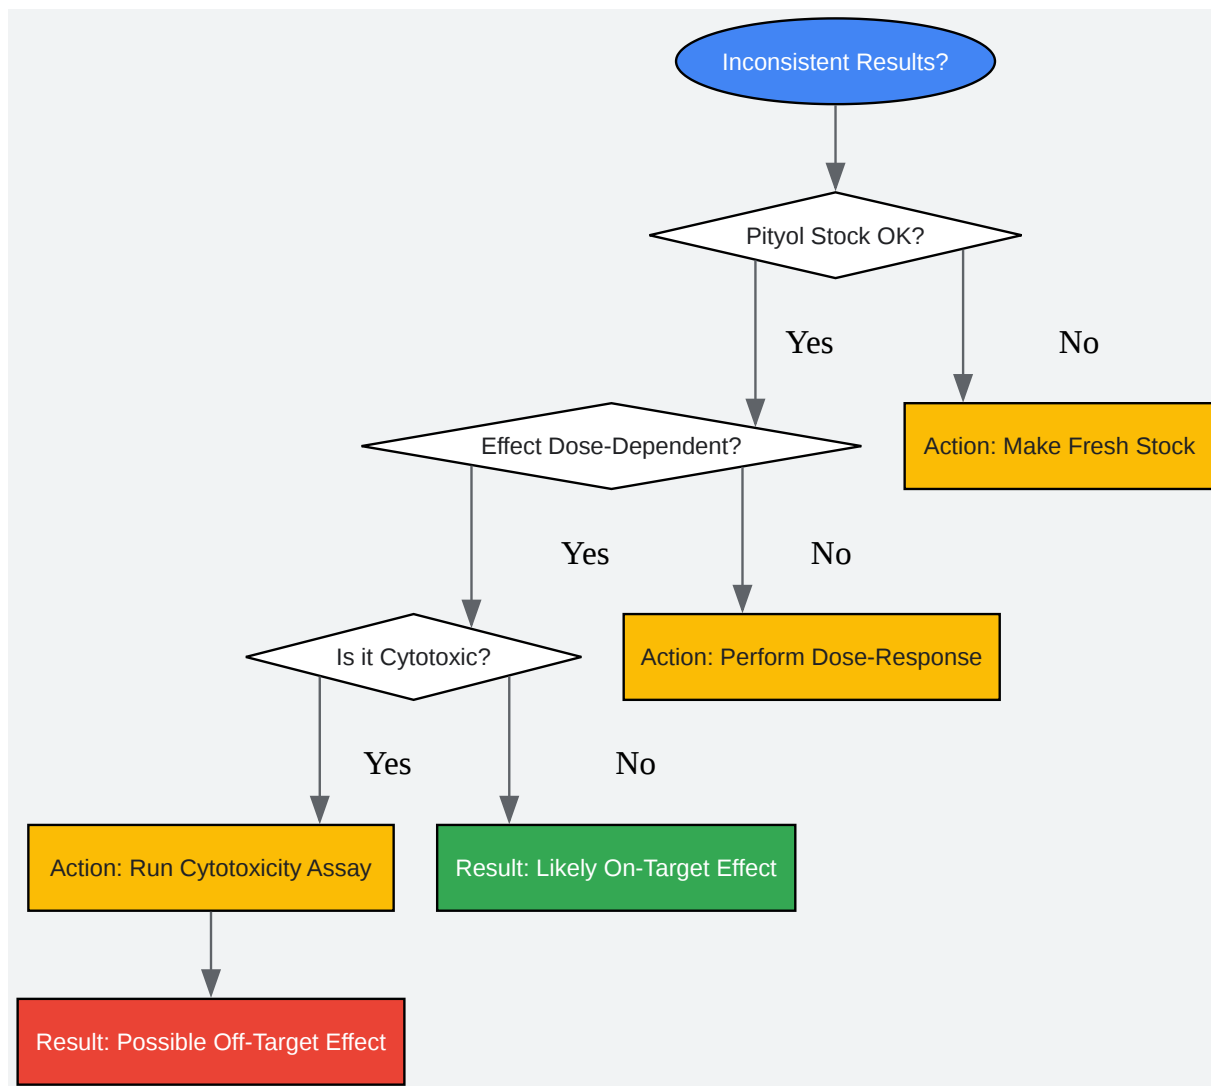 Inconsistent Results?
Pityol Stock OK?
Yes
No
Effect Dose-Dependent?
Action: Make Fresh Stock
Yes
No
Is it Cytotoxic?
Action: Perform Dose-Response
Yes
No
Action: Run Cytotoxicity Assay
Result: Likely On-Target Effect
Result: Possible Off-Target Effect